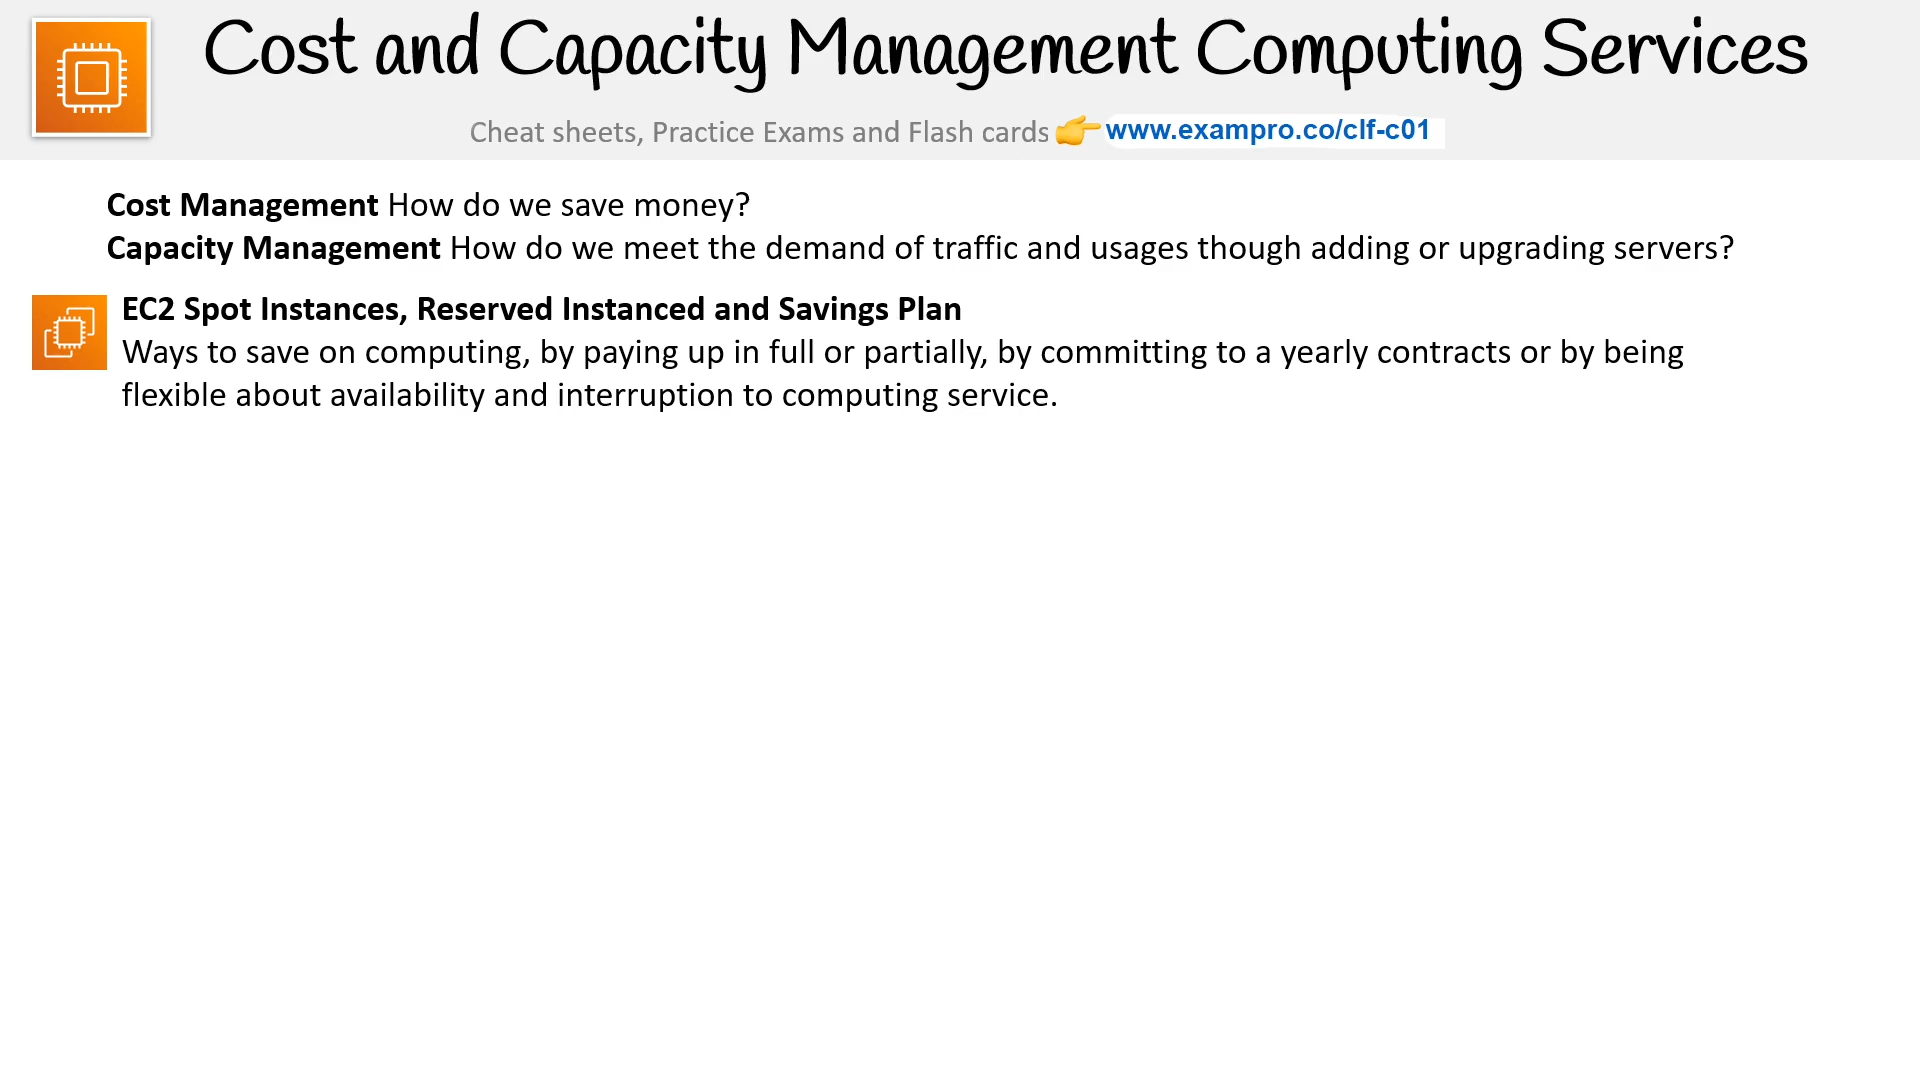 Cost and Capacity Management Computing Services
Cheat sheets, Practice Exams and Flash cards www.exampro.co/clf-c01
Cost Management How do we save money?
Capacity Management How do we meet the demand of traffic and usages though adding or upgrading servers?
EC2 Spot Instances, Reserved Instanced and Savings Plan
Ways to save on computing, by paying up in full or partially, by committing to a yearly contracts or by being
flexible about availability and interruption to computing service.